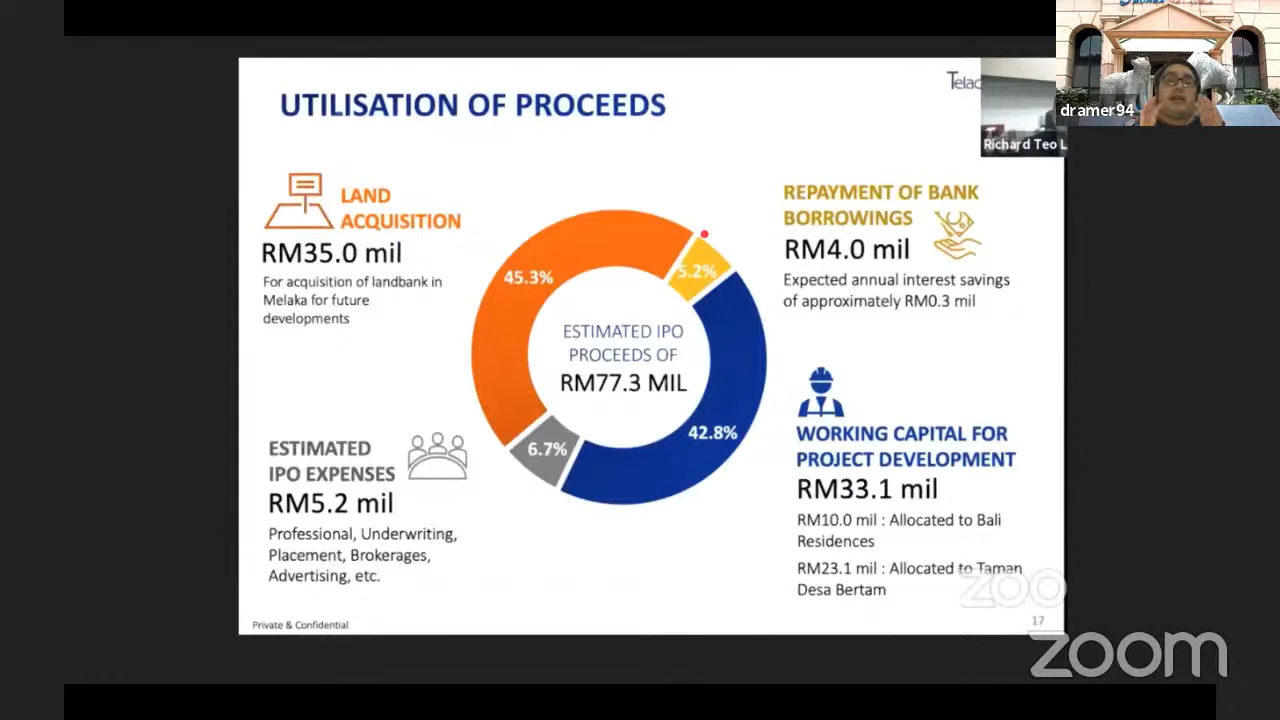 UTILISATION OF PROCEEDS
dramer94
Richard Teo L
LAND
ACQUISITION
RM35.0 mil
For acquisition of landbank in
Melaka for future
developments
REPAYMENT OF BANK
BORROWINGS
RM4.0 mil
Expected annual interest savings
of approximately RM0.3 mil
45.3%
5.2%
ESTIMATED IPO
PROCEEDS OF
RM77.3 MIL
42.8%
6.7%
ESTIMATED
IPO EXPENSES
RM5.2 mil
Professional, Underwriting,
Placement, Brokerages,
Advertising, etc.
WORKING CAPITAL FOR
PROJECT DEVELOPMENT
RM33.1 mil
RM10.0 mil : Allocated to Bali
Residences
RM23.1 mil : Allocated to Taman
Desa Bertam
Private & Confidential
17
zoom